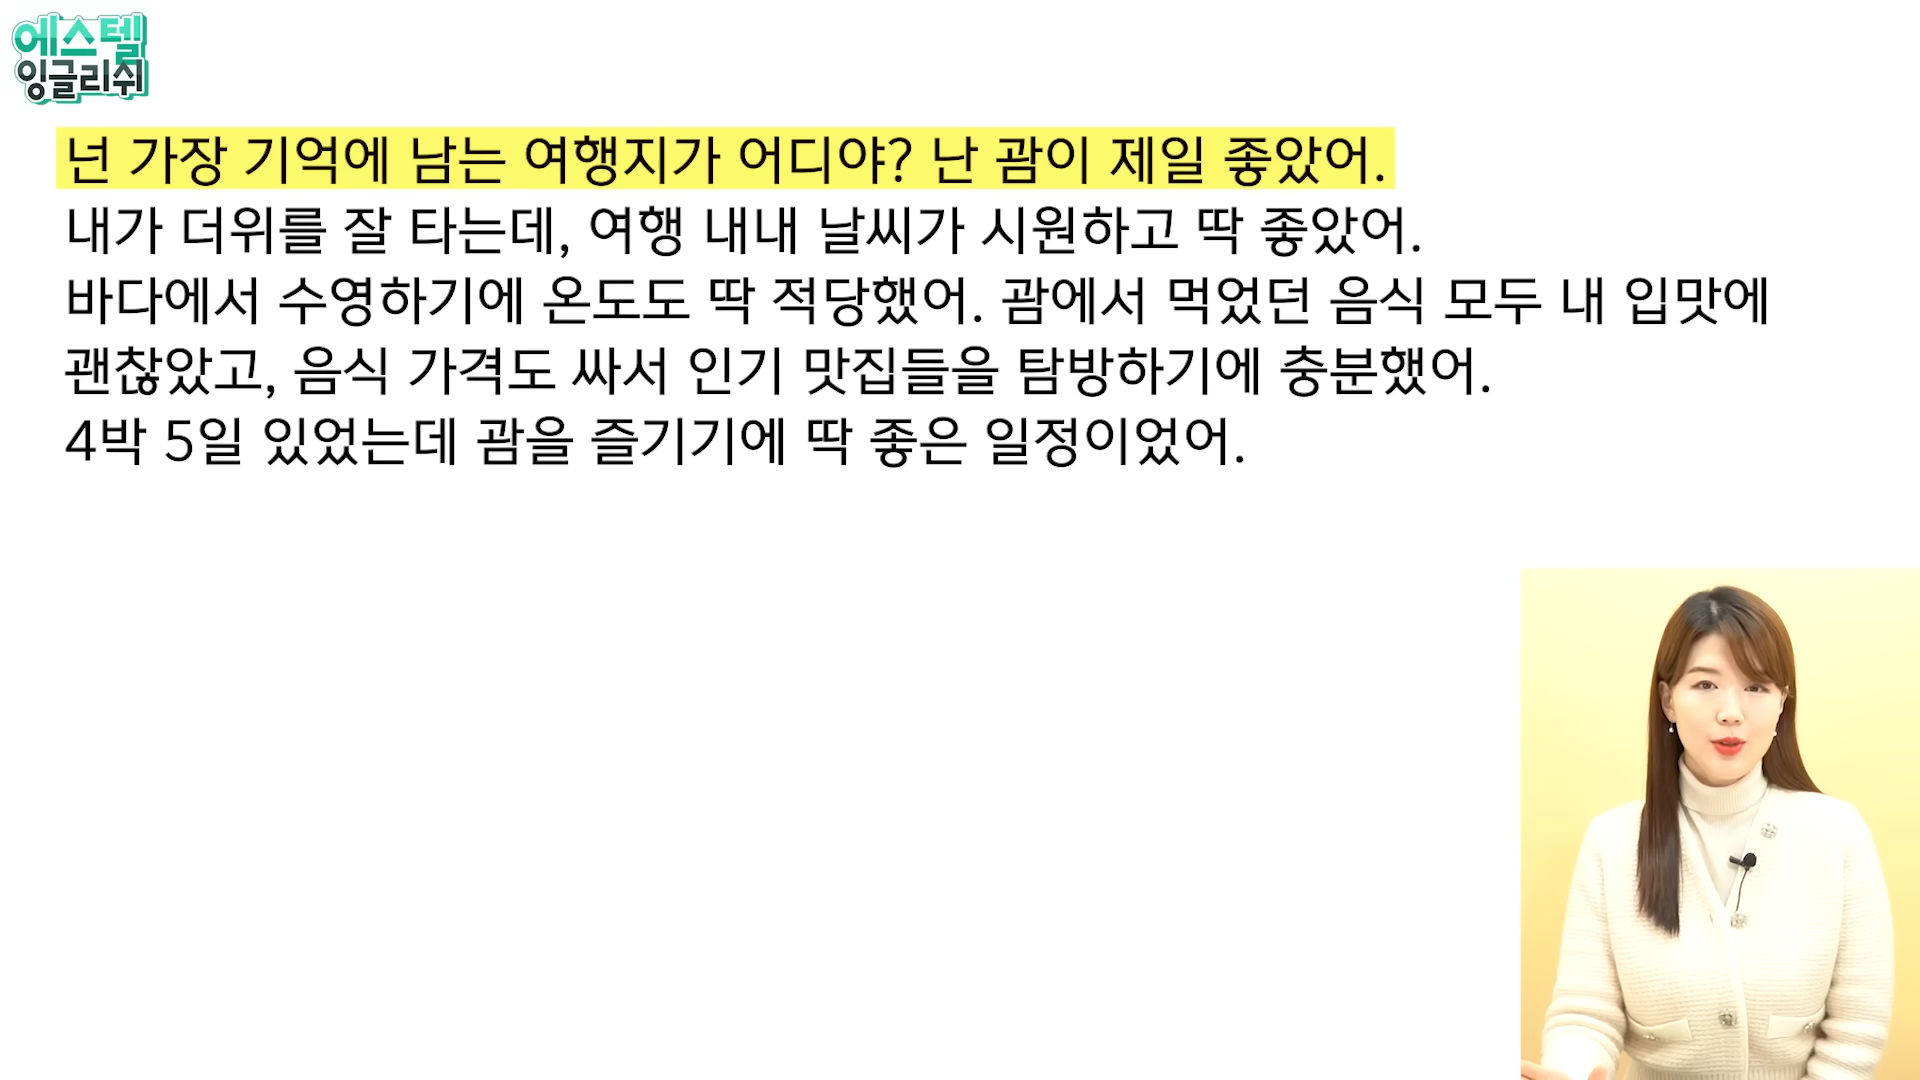 에스텔
잉글리쉬
넌 가장 기억에 남는 여행지가 어디야? 난 괌이 제일 좋았어.
내가 더위를 잘 타는데, 여행 내내 날씨가 시원하고 딱 좋았어.
바다에서 수영하기에 온도도 딱 적당했어. 괌에서 먹었던 음식 모두 내 입맛에
괜찮았고, 음식 가격도 싸서 인기 맛집들을 탐방하기에 충분했어.
4박 5일 있었는데 괌을 즐기기에 딱 좋은 일정이었어.